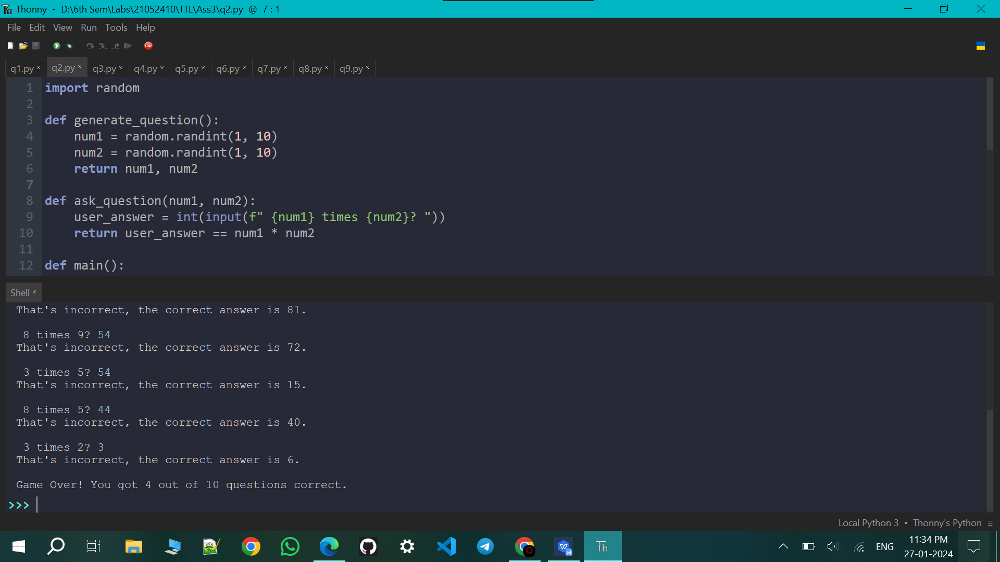 Th Thonny - D:\6th Sem\Labs\21052410\TTL\Ass3\q2.py @ 7 : 1
File Edit View Run Tools Help
STOP
q1.py × q2.py × q3.py × q4.py × q5.py × q6.py × q7.py × q8.py × q9.py ×
1 import random
2
3 def generate_question():
4     num1 = random.randint(1, 10)
5     num2 = random.randint(1, 10)
6     return num1, num2
7
8 def ask_question(num1, num2):
9     user_answer = int(input(f" {num1} times {num2}? "))
10     return user_answer == num1 * num2
11
12 def main():
Shell ×
That's incorrect, the correct answer is 81.
 8 times 9? 54
That's incorrect, the correct answer is 72.
 3 times 5? 54
That's incorrect, the correct answer is 15.
 8 times 5? 44
That's incorrect, the correct answer is 40.
 3 times 2? 3
That's incorrect, the correct answer is 6.
Game Over! You got 4 out of 10 questions correct.
>>>
Local Python 3 • Thonny's Python ≡
Th
ENG
11:34 PM
27-01-2024